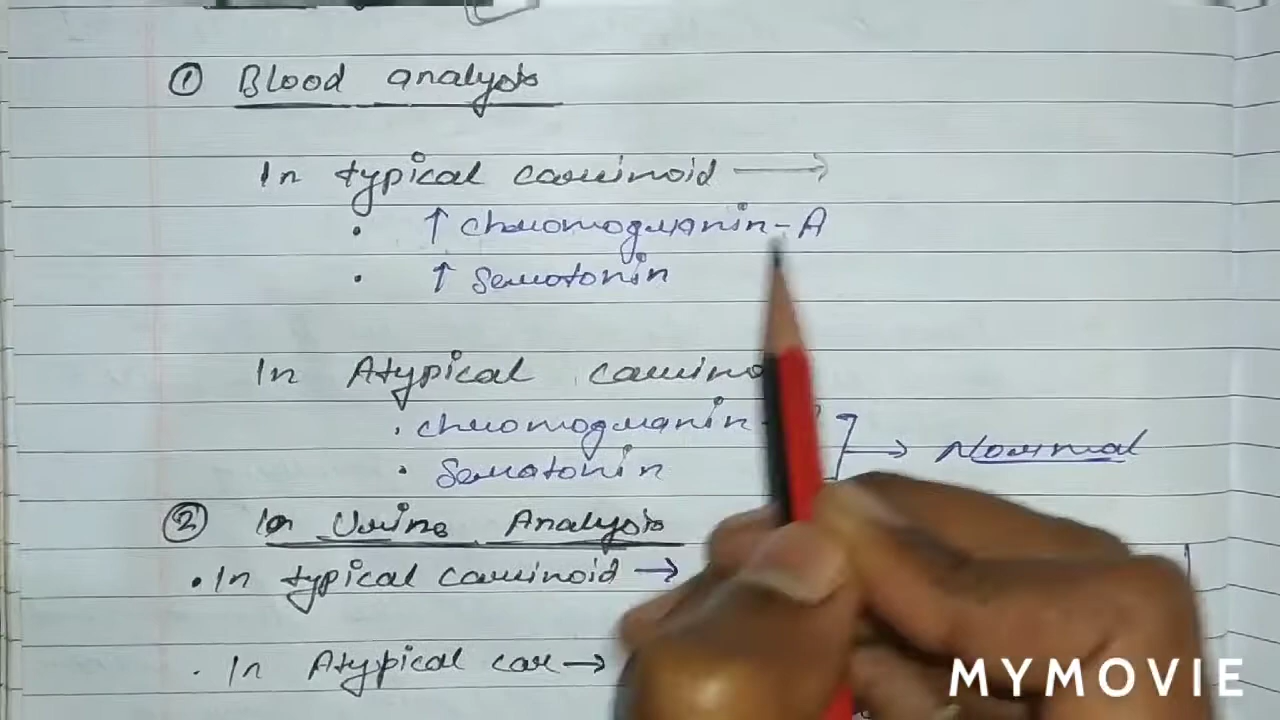 ① Blood analysis
In typical carcinoid →
• ↑ Chromogranin-A
• ↑ Serotonin
In Atypical carcino
• chromogranin -
• Serotonin → Normal
② In Urine Analysis
• In typical carcinoid →
• In Atypical car →
MYMOVIE